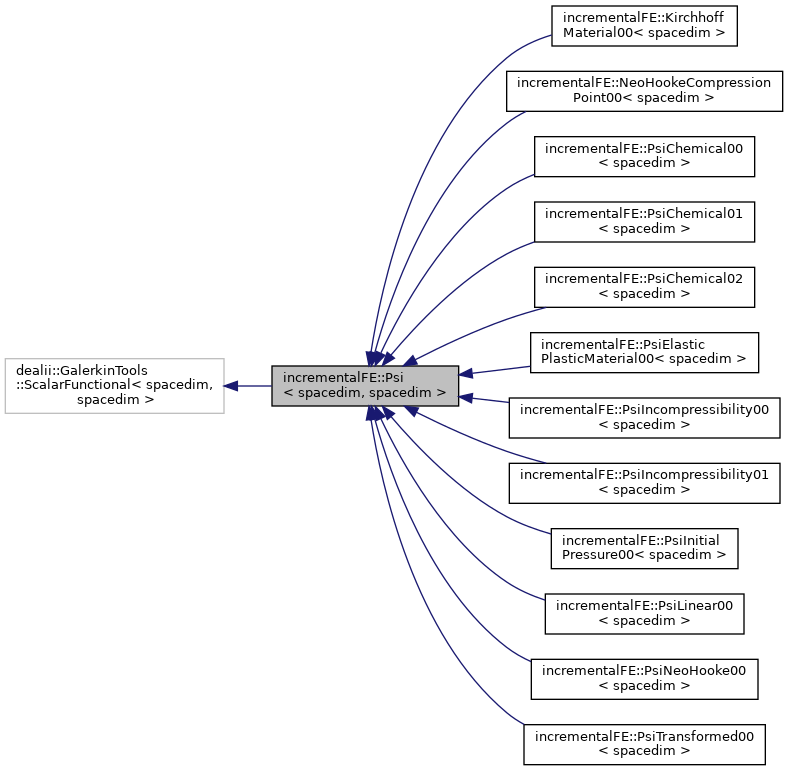 incrementalFE::Kirchhoff
Material00< spacedim >
incrementalFE::NeoHookeCompression
Point00< spacedim >
incrementalFE::PsiChemical00
< spacedim >
incrementalFE::PsiChemical01
< spacedim >
incrementalFE::PsiChemical02
< spacedim >
incrementalFE::PsiElastic
PlasticMaterial00< spacedim >
dealii::GalerkinTools
::ScalarFunctional< spacedim,
spacedim >
incrementalFE::Psi
< spacedim, spacedim >
incrementalFE::PsiIncompressibility00
< spacedim >
incrementalFE::PsiIncompressibility01
< spacedim >
incrementalFE::PsiInitial
Pressure00< spacedim >
incrementalFE::PsiLinear00
< spacedim >
incrementalFE::PsiNeoHooke00
< spacedim >
incrementalFE::PsiTransformed00
< spacedim >